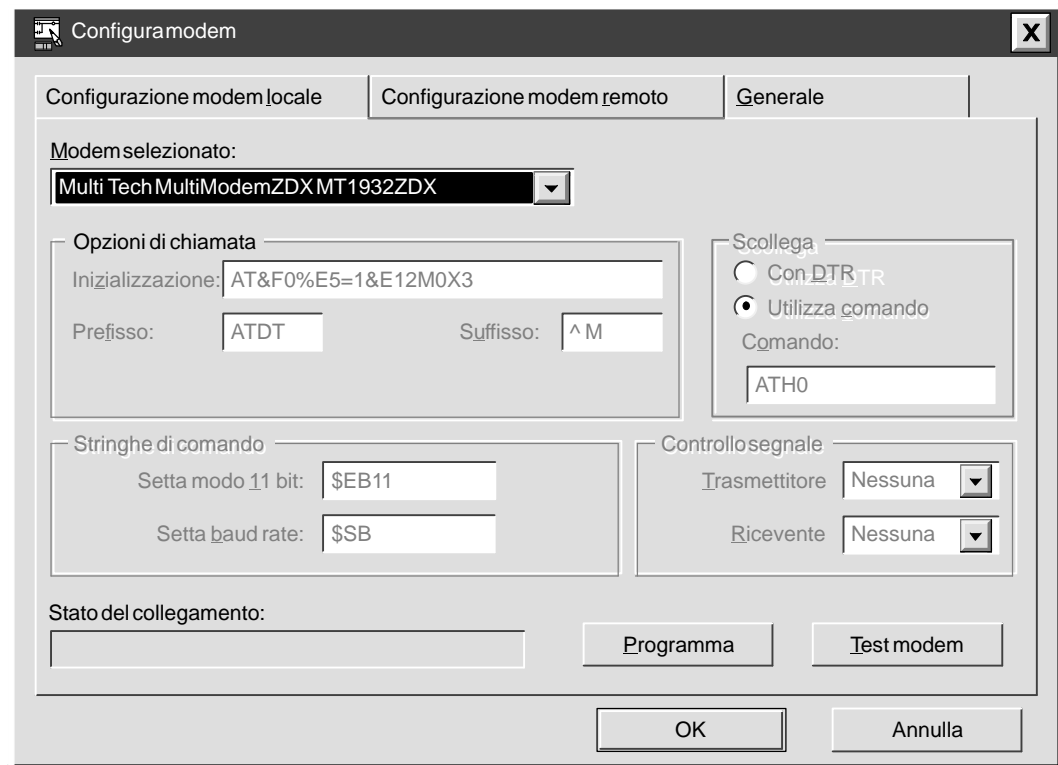 Configura modem
X
Configurazione modem locale Configurazione modem remoto Generale
Modem selezionato:
Multi Tech MultiModemZDX MT1932ZDX
Opzioni di chiamata
Inizializzazione: AT&F0%E5=1&E12M0X3
Prefisso: ATDT Suffisso: ^M
Scollega
Con DTR
Utilizza comando
Comando:
ATH0
Stringhe di comando
Setta modo 11 bit: $EB11
Setta baud rate: $SB
Controllo segnale
Trasmettitore Nessuna
Ricevente Nessuna
Stato del collegamento:
Programma Test modem
OK Annulla